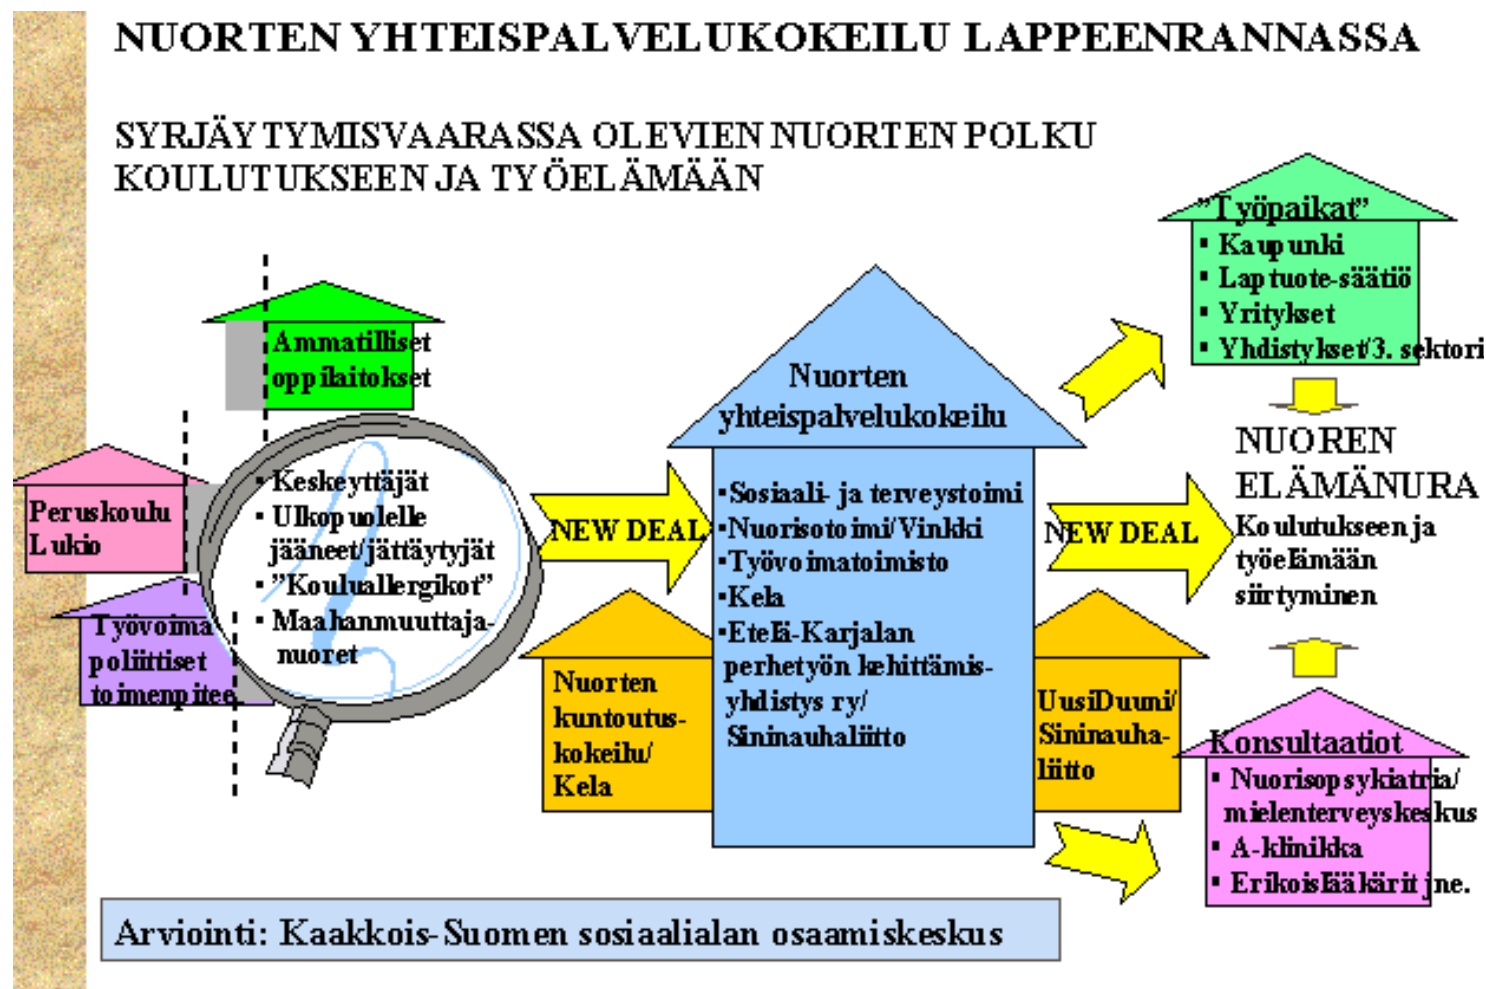 NUORTEN YHTEISPALVELUKOKEILU LAPPEENRANNASSA
SYRJÄYTYMISVAARASSA OLEVIEN NUORTEN POLKU
KOULUTUKSEEN JA TYÖELÄMÄÄN
Ammatilliset
oppilaitokset
Peruskoulu
Lukio
Työvoima
poliittiset
toimenpitee
▪ Keskeyttäjät
▪ Ulkopuolelle
jääneet/jättäytyjät
▪ ”Kouluallergikot”
▪ Maahanmuuttaja-
nuoret
NEW DEAL
Nuorten
kuntoutus-
kokeilu/
Kela
Nuorten
yhteispalvelukokeilu
▪Sosiaali- ja terveystoimi
▪Nuorisotoimi/Vinkki
▪Työvoimatoimisto
▪Kela
▪Etelä-Karjalan
perhetyön kehittämis-
yhdistys ry/
Sininauhaliitto
NEW DEAL
UusiDuuni/
Sininauha-
liitto
”Työpaikat”
▪ Kaupunki
▪ Laptuote-säätiö
▪ Yritykset
▪ Yhdistykset/3. sektori
NUOREN
ELÄMÄNURA
Koulutukseen ja
työelämään
siirtyminen
Konsultaatiot
▪ Nuorisopsykiatria/
mielenterveyskeskus
▪ A-klinikka
▪ Erikoislääkärit jne.
Arviointi: Kaakkois-Suomen sosiaalialan osaamiskeskus